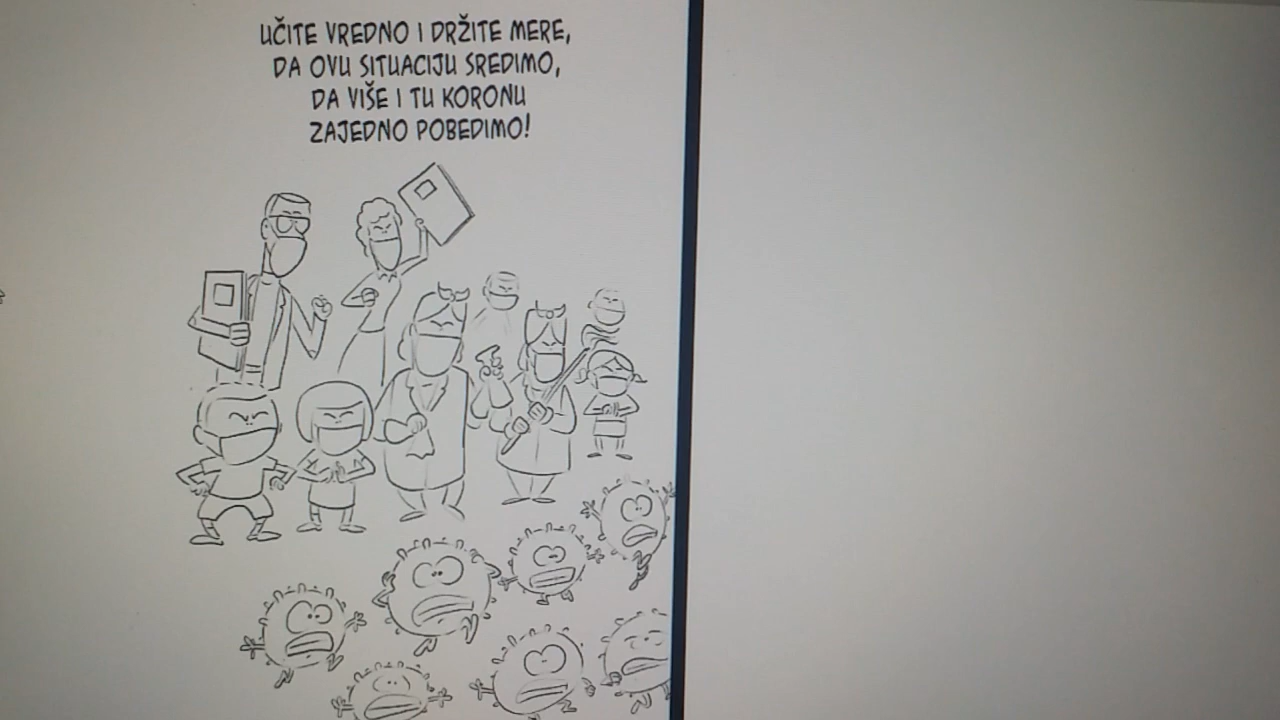 UČITE VREDNO I DRŽITE MERE,
DA OVU SITUACIJU SREDIMO,
DA VIŠE I TU KORONU
ZAJEDNO POBEDIMO!